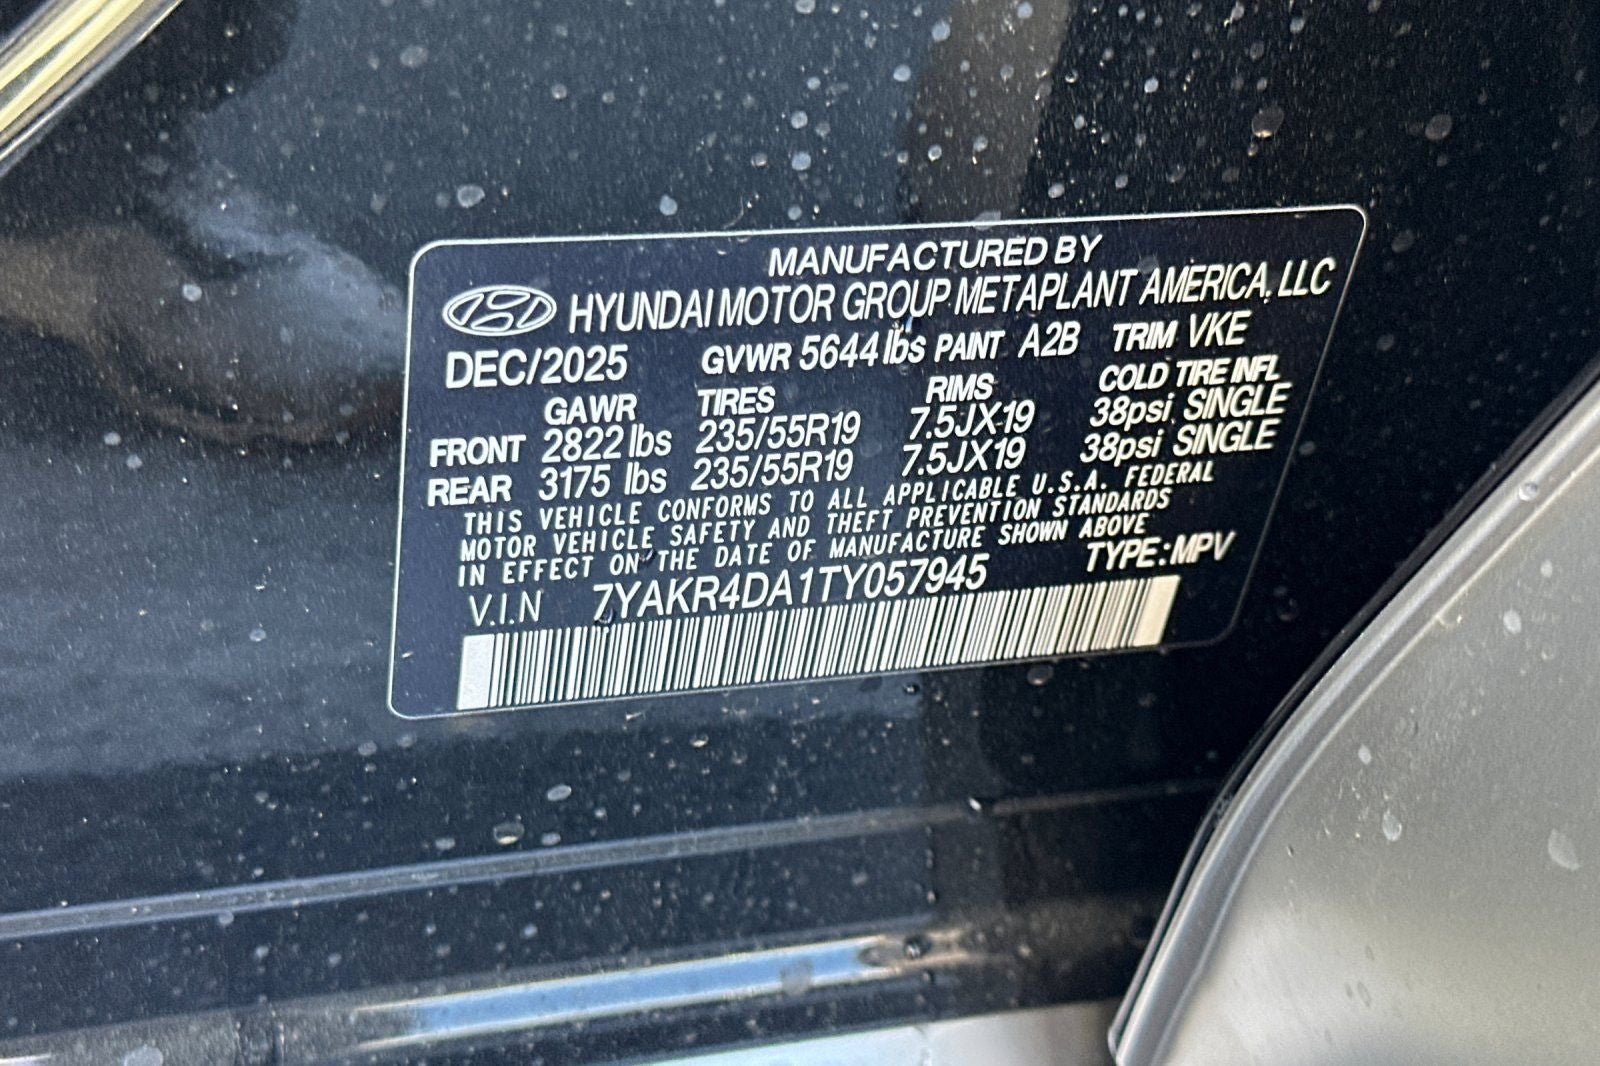 MANUFACTURED BY
HYUNDAI MOTOR GROUP METAPLANT AMERICA, LLC
DEC/2025 GVWR 5644 lbs PAINT A2B TRIM VKE
GAWR TIRES RIMS COLD TIRE INFL
FRONT 2822 lbs 235/55R19 7.5JX19 38psi SINGLE
REAR 3175 lbs 235/55R19 7.5JX19 38psi SINGLE
THIS VEHICLE CONFORMS TO ALL APPLICABLE U.S.A. FEDERAL
MOTOR VEHICLE SAFETY AND THEFT PREVENTION STANDARDS
IN EFFECT ON THE DATE OF MANUFACTURE SHOWN ABOVE
V.I.N 7YAKR4DA1TY057945 TYPE:MPV